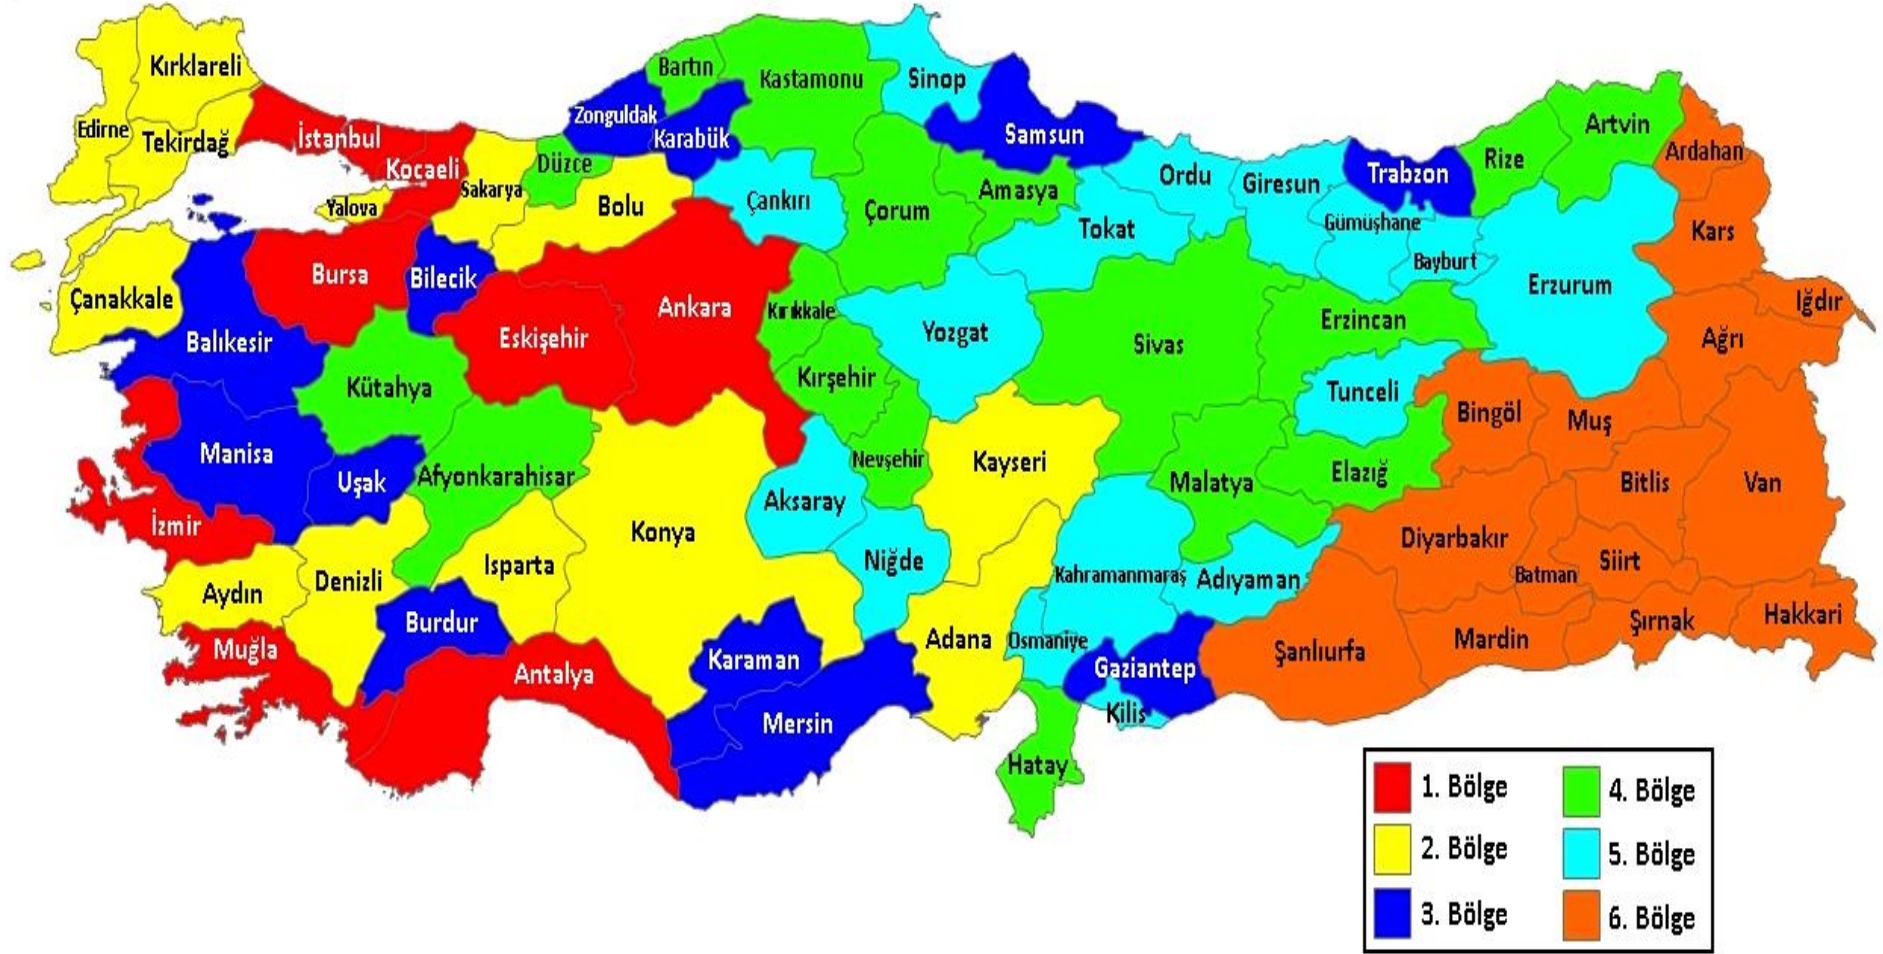 Kırklareli
Edirne
Tekirdağ
İstanbul
Kocaeli
Yalova
Sakarya
Düzce
Bolu
Zonguldak
Bartın
Karabük
Kastamonu
Sinop
Çankırı
Çorum
Samsun
Amasya
Tokat
Ordu
Giresun
Gümüşhane
Trabzon
Bayburt
Rize
Artvin
Ardahan
Kars
Erzurum
Iğdır
Ağrı
Çanakkale
Balıkesir
Bursa
Bilecik
Eskişehir
Ankara
Kırıkkale
Kırşehir
Yozgat
Sivas
Erzincan
Tunceli
Bingöl
Muş
Kütahya
Manisa
Uşak
Afyonkarahisar
İzmir
Aydın
Denizli
Isparta
Burdur
Muğla
Antalya
Konya
Aksaray
Nevşehir
Niğde
Kayseri
Karaman
Mersin
Adana
Malatya
Elazığ
Kahramanmaraş
Adıyaman
Osmaniye
Gaziantep
Kilis
Hatay
Diyarbakır
Şanlıurfa
Mardin
Batman
Siirt
Bitlis
Van
Şırnak
Hakkari
1. Bölge
2. Bölge
3. Bölge
4. Bölge
5. Bölge
6. Bölge